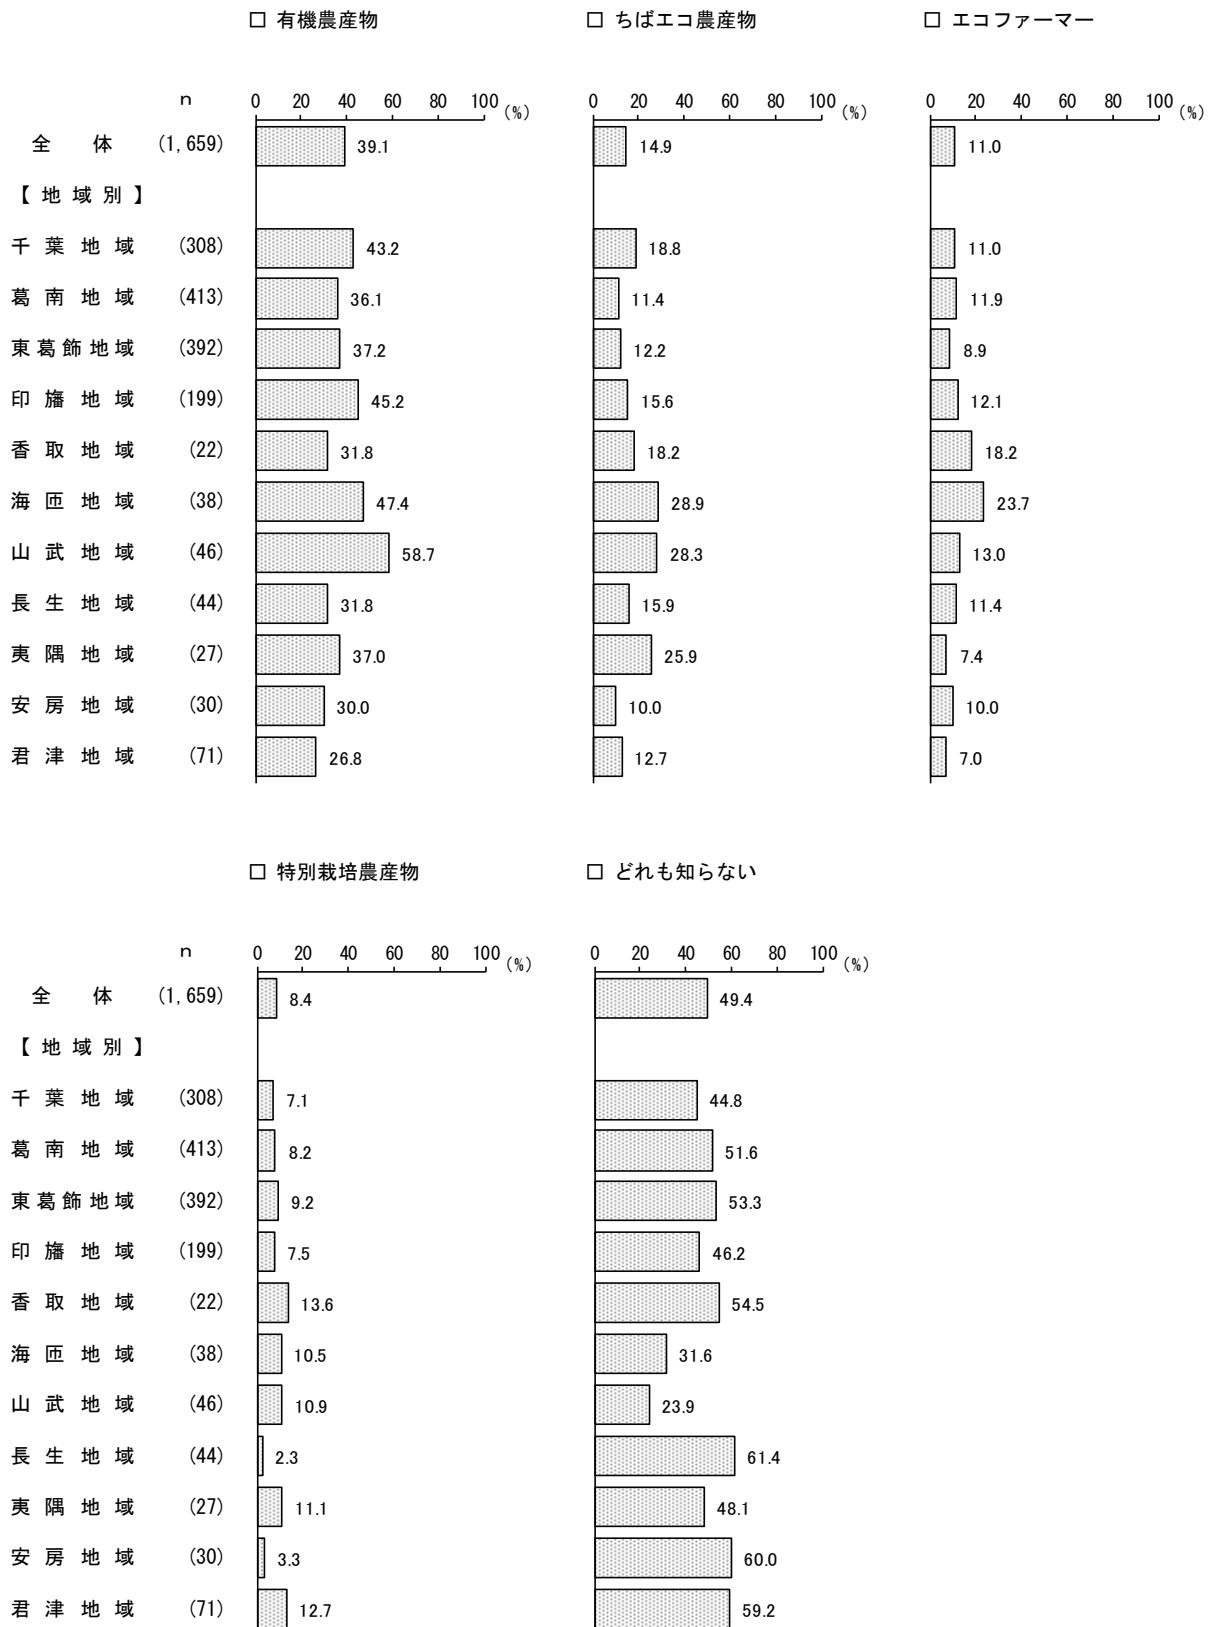 □ 有機農産物 □ ちばエコ農産物 □ エコファーマー
n 0 20 40 60 80 100 (%) 0 20 40 60 80 100 (%) 0 20 40 60 80 100 (%)
全体 (1,659) 39.1 14.9 11.0
【地域別】
千葉地域 (308) 43.2 18.8 11.0
葛南地域 (413) 36.1 11.4 11.9
東葛飾地域 (392) 37.2 12.2 8.9
印旛地域 (199) 45.2 15.6 12.1
香取地域 (22) 31.8 18.2 18.2
海匝地域 (38) 47.4 28.9 23.7
山武地域 (46) 58.7 28.3 13.0
長生地域 (44) 31.8 15.9 11.4
夷隅地域 (27) 37.0 25.9 7.4
安房地域 (30) 30.0 10.0 10.0
君津地域 (71) 26.8 12.7 7.0
□ 特別栽培農産物 □ どれも知らない
n 0 20 40 60 80 100 (%) 0 20 40 60 80 100 (%)
全体 (1,659) 8.4 49.4
【地域別】
千葉地域 (308) 7.1 44.8
葛南地域 (413) 8.2 51.6
東葛飾地域 (392) 9.2 53.3
印旛地域 (199) 7.5 46.2
香取地域 (22) 13.6 54.5
海匝地域 (38) 10.5 31.6
山武地域 (46) 10.9 23.9
長生地域 (44) 2.3 61.4
夷隅地域 (27) 11.1 48.1
安房地域 (30) 3.3 60.0
君津地域 (71) 12.7 59.2